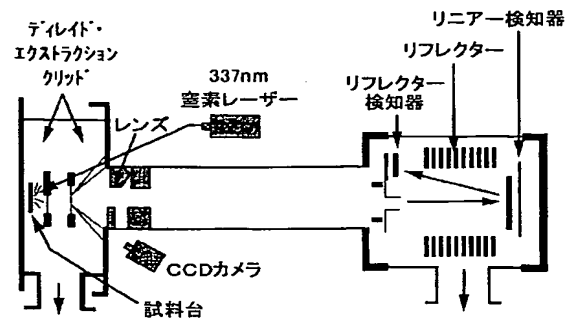 ディレイド・
エクストラクション
クリッド
337nm
窒素レーザー
レンズ
リニアー検知器
リフレクター
リフレクター
検知器
CCDカメラ
試料台